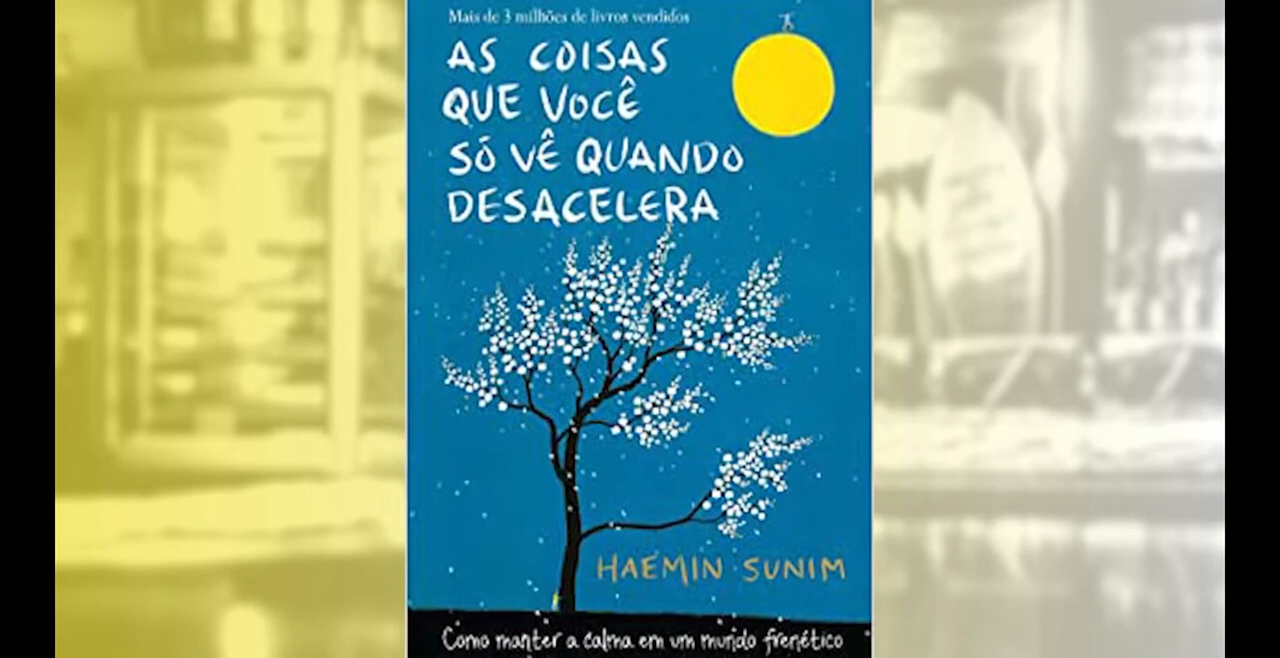 Mais de 3 milhões de livros vendidos
AS COISAS
QUE VOCÊ
SÓ VÊ QUANDO
DESACELERA
HAEMIN SUNIM
Como manter a calma em um mundo frenético